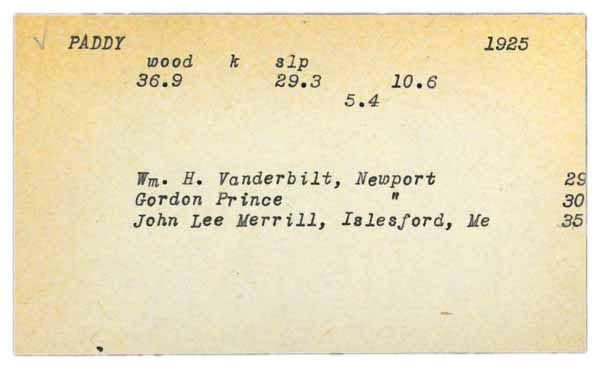 PADDY 1925
wood k slp
36.9 29.3 10.6
5.4
Wm. H. Vanderbilt, Newport 29
Gordon Prince " 30
John Lee Merrill, Islesford, Me 35